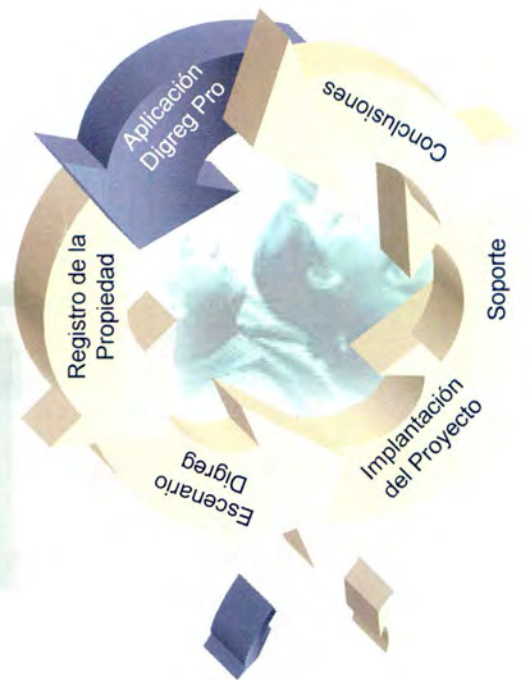 Aplicación
Digreg Pro
Conclusiones
Registro de la
Propiedad
Soporte
Escenario
Digreg
Implantación
del Proyecto